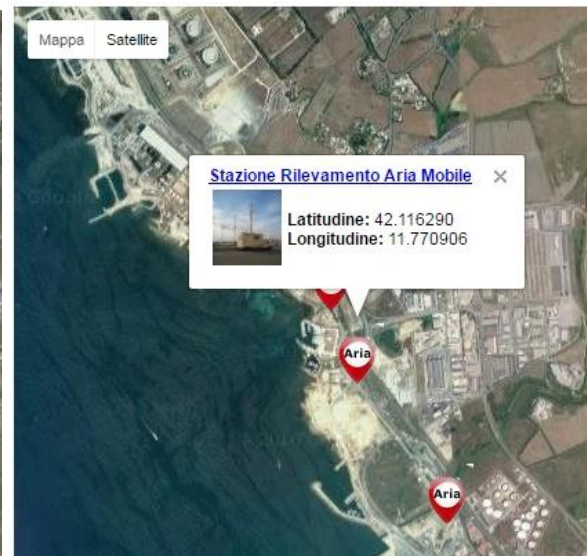 Mappa Satellite
Stazione Rilevamento Aria Mobile
Latitudine: 42.116290
Longitudine: 11.770906
Aria
Aria